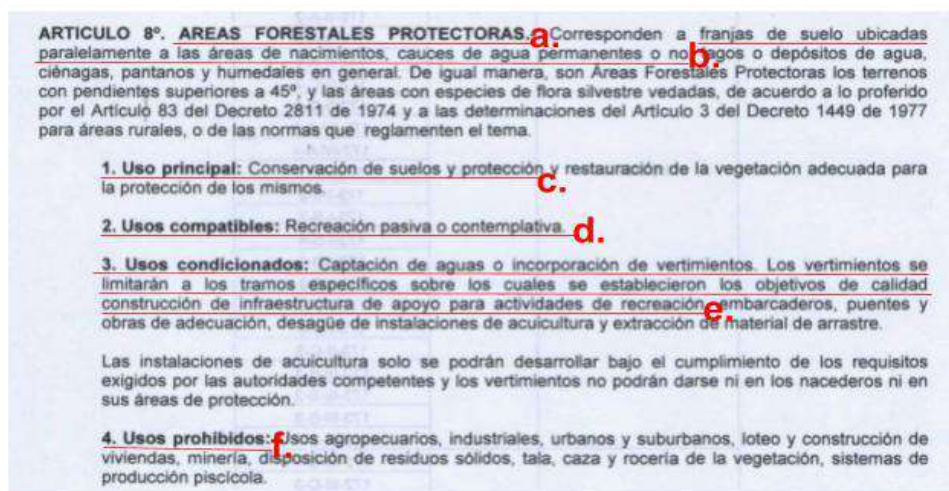 ARTICULO 8º. AREAS FORESTALES PROTECTORAS. a. Corresponden a franjas de suelo ubicadas
paralelamente a las áreas de nacimientos, cauces de agua permanentes o no, b. lagos o depósitos de agua,
ciénagas, pantanos y humedales en general. De igual manera, son Áreas Forestales Protectoras los terrenos
con pendientes superiores a 45º, y las áreas con especies de flora silvestre vedadas, de acuerdo a lo proferido
por el Artículo 83 del Decreto 2811 de 1974 y a las determinaciones del Artículo 3 del Decreto 1449 de 1977
para áreas rurales, o de las normas que reglamenten el tema.
1. Uso principal: Conservación de suelos y protección y restauración de la vegetación adecuada para
la protección de los mismos. c.
2. Usos compatibles: Recreación pasiva o contemplativa. d.
3. Usos condicionados: Captación de aguas o incorporación de vertimientos. Los vertimientos se
limitarán a los tramos específicos sobre los cuales se establecieron los objetivos de calidad
construcción de infraestructura de apoyo para actividades de recreación, embarcaderos, puentes y
obras de adecuación, desagüe de instalaciones de acuicultura y extracción de material de arrastre. e.
Las instalaciones de acuicultura solo se podrán desarrollar bajo el cumplimiento de los requisitos
exigidos por las autoridades competentes y los vertimientos no podrán darse ni en los nacederos ni en
sus áreas de protección.
4. Usos prohibidos: f. Usos agropecuarios, industriales, urbanos y suburbanos, loteo y construcción de
viviendas, minería, disposición de residuos sólidos, tala, caza y rocería de la vegetación, sistemas de
producción piscícola.